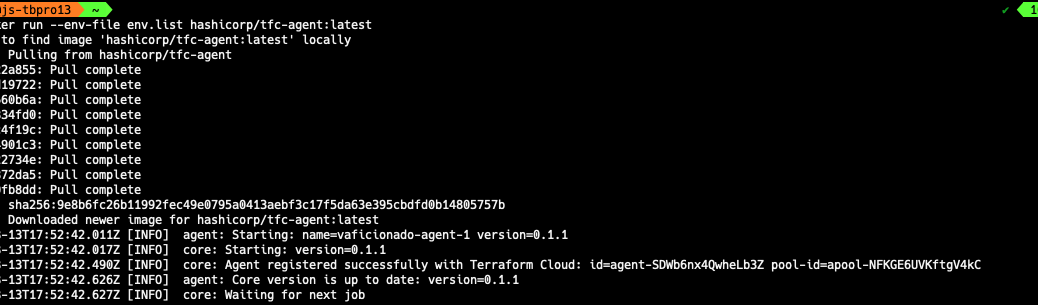 js-tbpro13 ~ ✔
ker run --env-file env.list hashicorp/tfc-agent:latest
to find image 'hashicorp/tfc-agent:latest' locally
Pulling from hashicorp/tfc-agent
2a855: Pull complete
d19722: Pull complete
60b6a: Pull complete
34fd0: Pull complete
4f19c: Pull complete
901c3: Pull complete
2734e: Pull complete
72da5: Pull complete
fb8dd: Pull complete
sha256:9e8b6fc26b11992fec49e0795a0413aebf3c17f5da63e395cbdfd0b14805757b
Downloaded newer image for hashicorp/tfc-agent:latest
-13T17:52:42.011Z [INFO] agent: Starting: name=vaficionado-agent-1 version=0.1.1
-13T17:52:42.017Z [INFO] core: Starting: version=0.1.1
-13T17:52:42.490Z [INFO] core: Agent registered successfully with Terraform Cloud: id=agent-SDWb6nx4QwheLb3Z pool-id=apool-NFKGE6UVKftgV4kC
-13T17:52:42.626Z [INFO] agent: Core version is up to date: version=0.1.1
-13T17:52:42.627Z [INFO] core: Waiting for next job